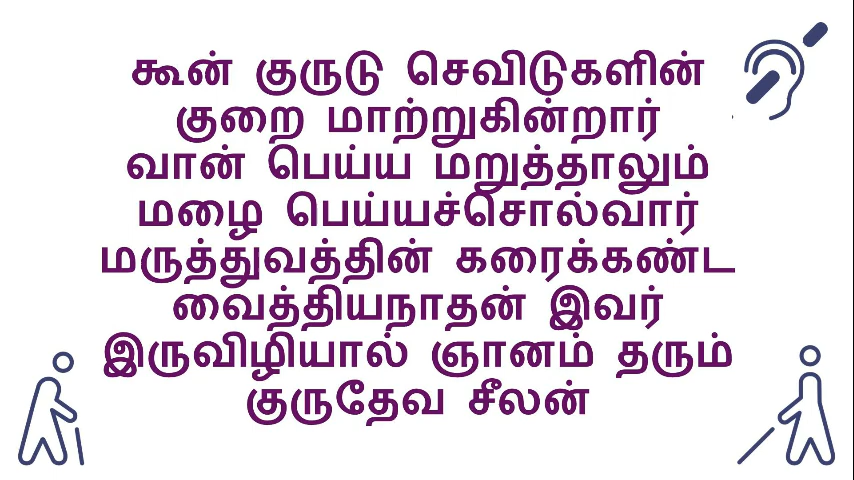 கூன் குருடு செவிடுகளின்
குறை மாற்றுகின்றார்
வான் பெய்ய மறுத்தாலும்
மழை பெய்யச்சொல்வார்
மருத்துவத்தின் கரைக்கண்ட
வைத்தியநாதன் இவர்
இருவிழியால் ஞானம் தரும்
குருதேவ சீலன்